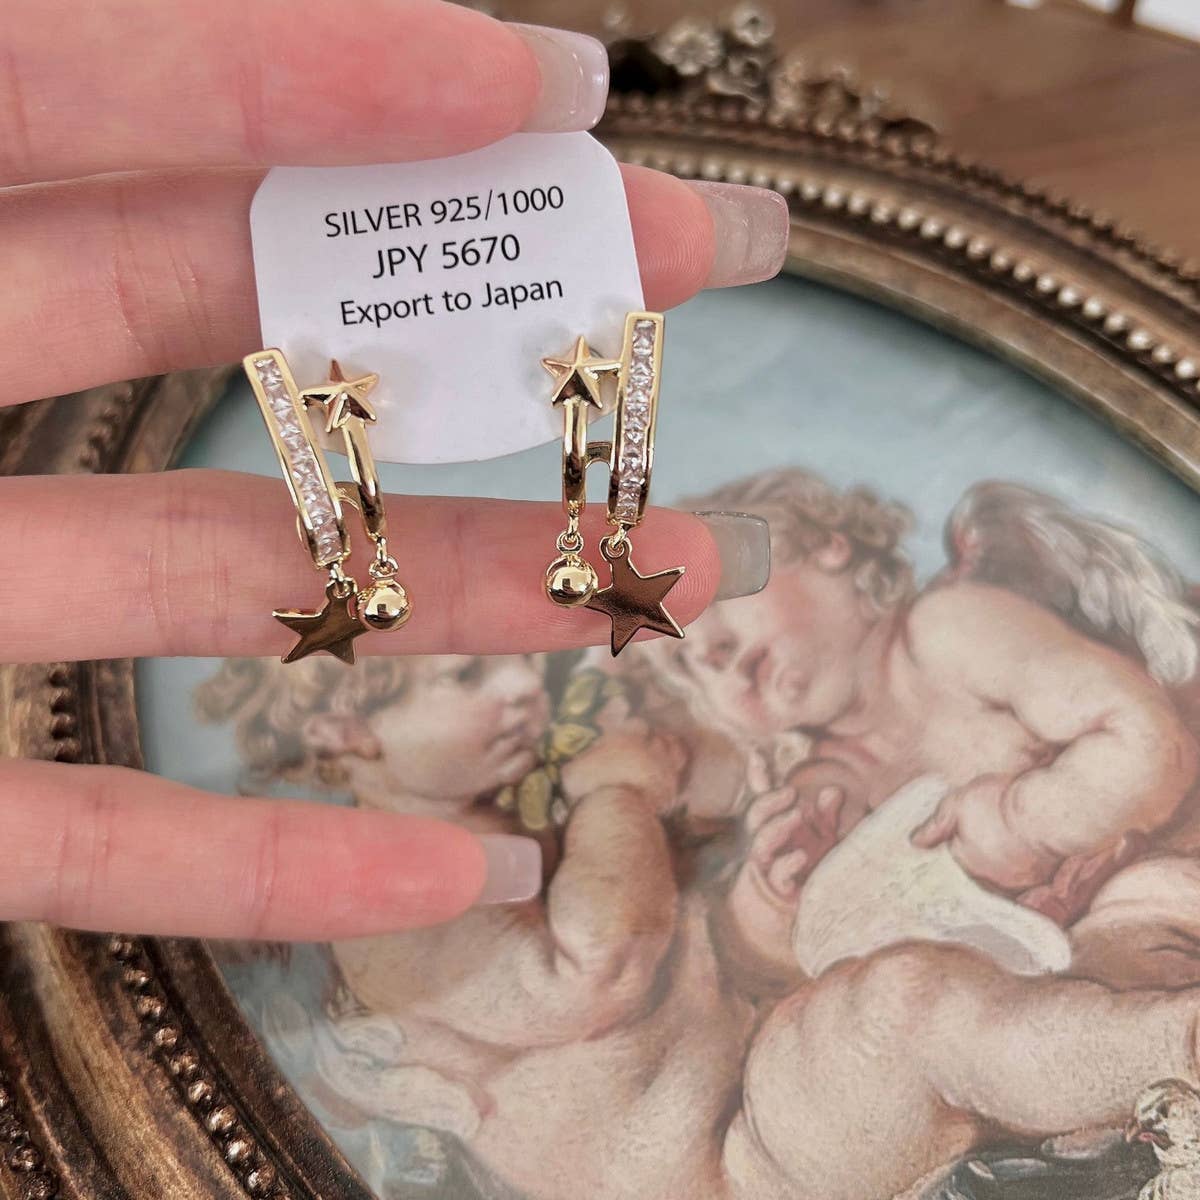 SILVER 925/1000
JPY 5670
Export to Japan